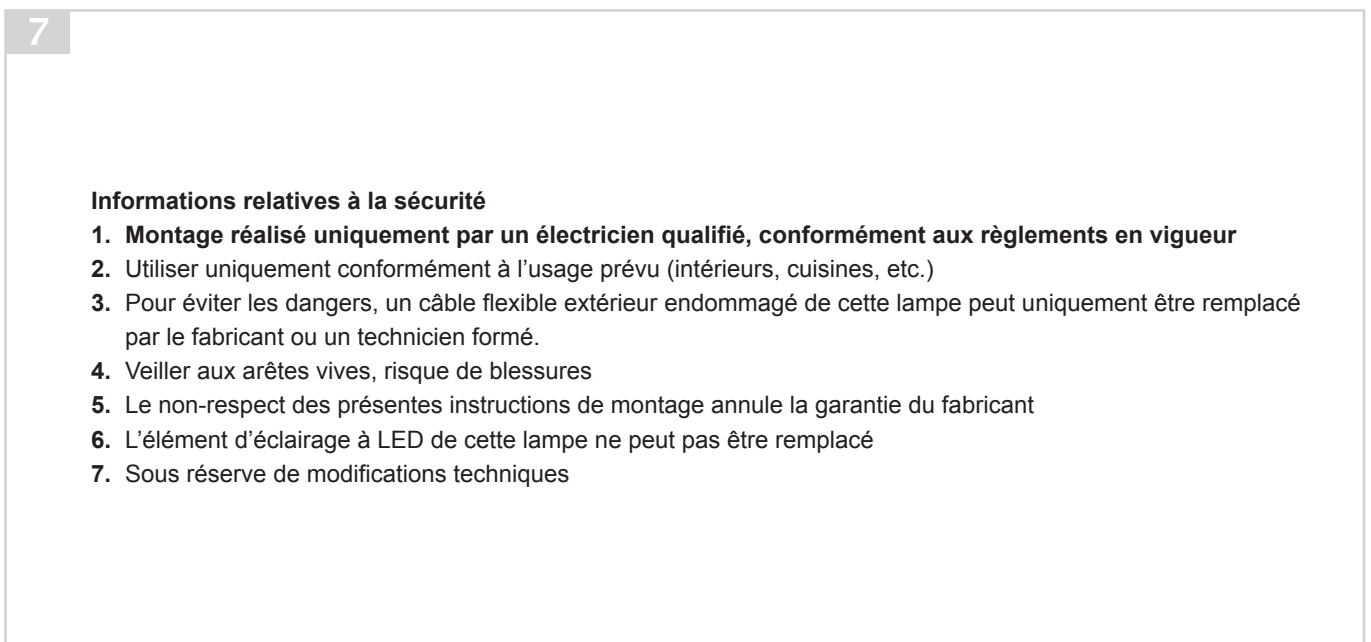 7
Informations relatives à la sécurité
1. Montage réalisé uniquement par un électricien qualifié, conformément aux règlements en vigueur
2. Utiliser uniquement conformément à l’usage prévu (intérieurs, cuisines, etc.)
3. Pour éviter les dangers, un câble flexible extérieur endommagé de cette lampe peut uniquement être remplacé
par le fabricant ou un technicien formé.
4. Veiller aux arêtes vives, risque de blessures
5. Le non-respect des présentes instructions de montage annule la garantie du fabricant
6. L’élément d’éclairage à LED de cette lampe ne peut pas être remplacé
7. Sous réserve de modifications techniques